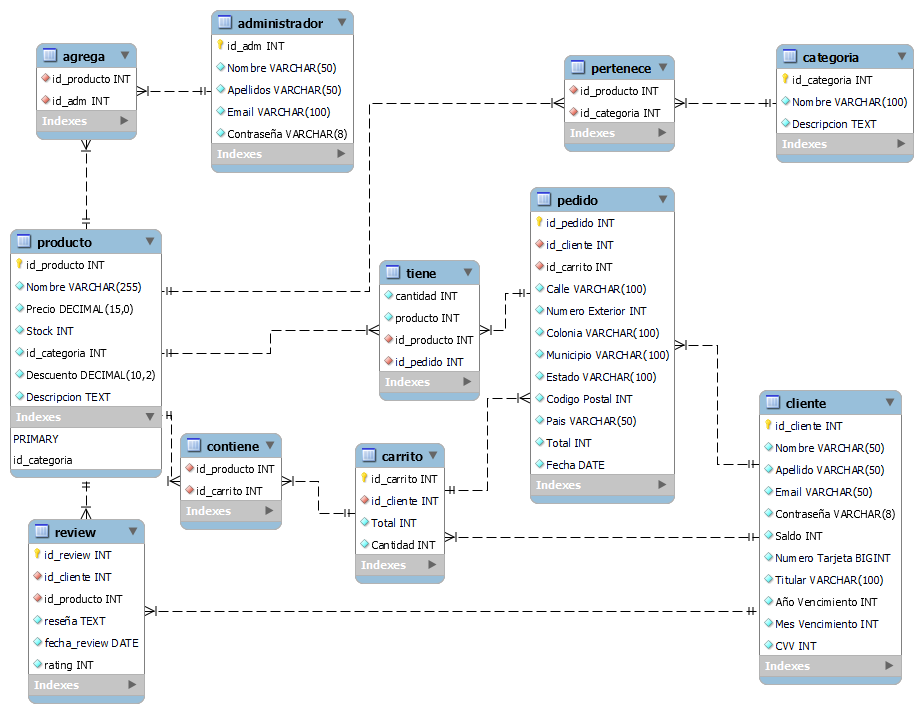 administrador
id_adm INT
Nombre VARCHAR(50)
Apellidos VARCHAR(50)
Email VARCHAR(100)
Contraseña VARCHAR(8)
Indexes
agrega
id_producto INT
id_adm INT
Indexes
pertenece
id_producto INT
id_categoria INT
Indexes
categoria
id_categoria INT
Nombre VARCHAR(100)
Descripcion TEXT
Indexes
producto
id_producto INT
Nombre VARCHAR(255)
Precio DECIMAL(15,0)
Stock INT
id_categoria INT
Descuento DECIMAL(10,2)
Descripcion TEXT
Indexes
PRIMARY
id_categoria
tiene
cantidad INT
producto INT
id_producto INT
id_pedido INT
Indexes
pedido
id_pedido INT
id_cliente INT
id_carrito INT
Calle VARCHAR(100)
Numero Exterior INT
Colonia VARCHAR(100)
Municipio VARCHAR(100)
Estado VARCHAR(100)
Codigo Postal INT
Pais VARCHAR(50)
Total INT
Fecha DATE
Indexes
cliente
id_cliente INT
Nombre VARCHAR(50)
Apellido VARCHAR(50)
Email VARCHAR(50)
Contraseña VARCHAR(8)
Saldo INT
Numero Tarjeta BIGINT
Titular VARCHAR(100)
Año Vencimiento INT
Mes Vencimiento INT
CVV INT
Indexes
contiene
id_producto INT
id_carrito INT
Indexes
carrito
id_carrito INT
id_cliente INT
Total INT
Cantidad INT
Indexes
review
id_review INT
id_cliente INT
id_producto INT
reseña TEXT
fecha_review DATE
rating INT
Indexes